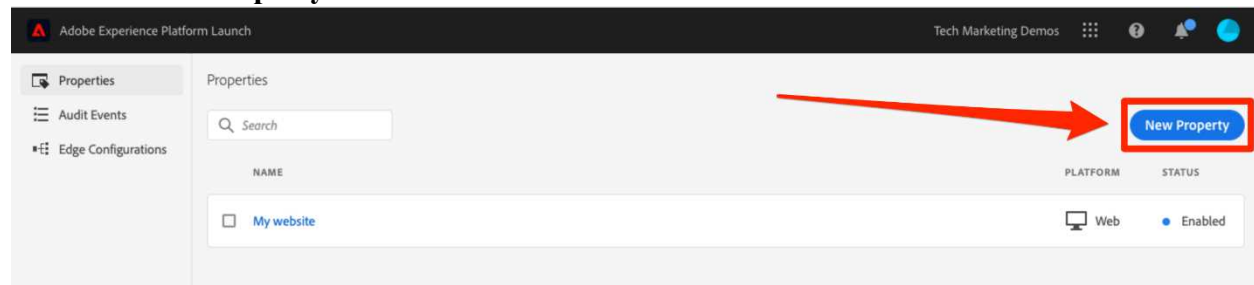 Adobe Experience Platform Launch
Tech Marketing Demos
Properties
Audit Events
Edge Configurations
Properties
Search
New Property
NAME
PLATFORM
STATUS
My website
Web
Enabled